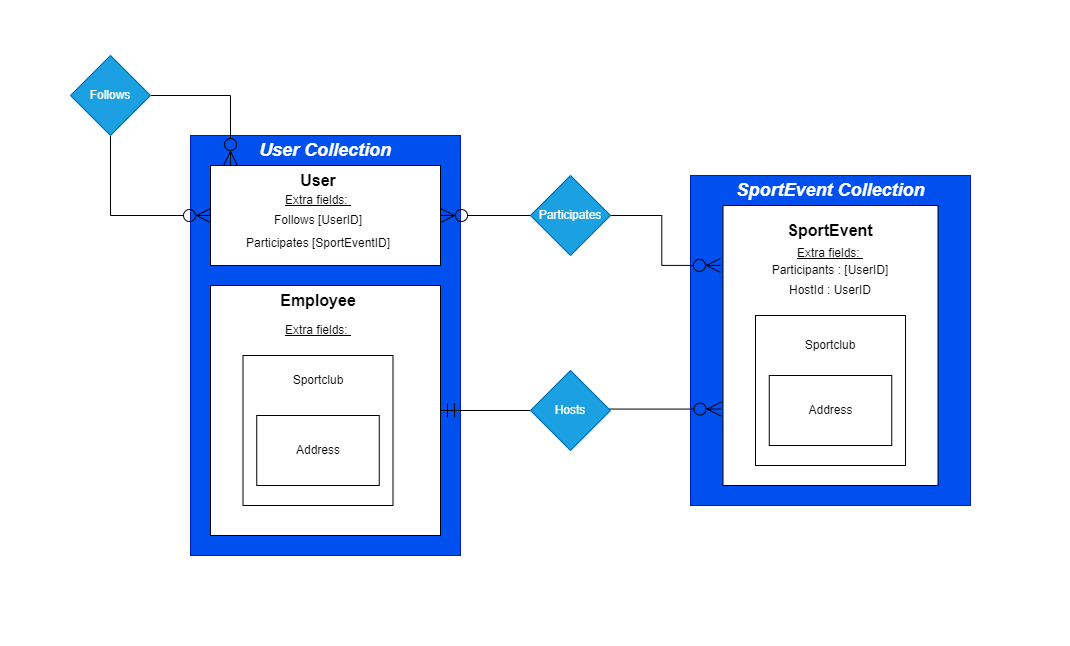 Follows
User Collection
User
Extra fields:
Follows [UserID]
Participates [SportEventID]
Employee
Extra fields:
Sportclub
Address
Participates
Hosts
SportEvent Collection
SportEvent
Extra fields:
Participants : [UserID]
HostId : UserID
Sportclub
Address